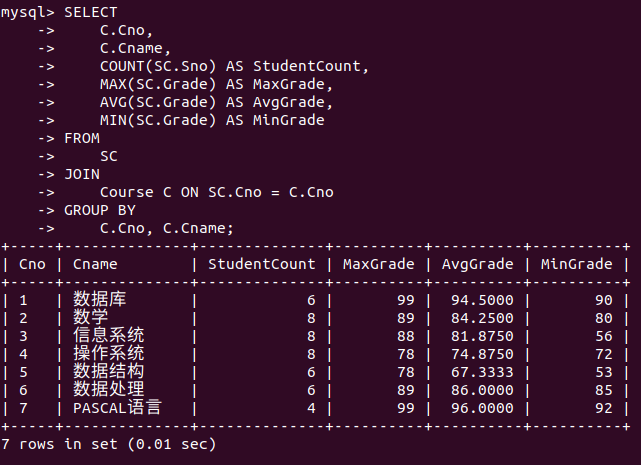 mysql> SELECT
    ->     C.Cno,
    ->     C.Cname,
    ->     COUNT(SC.Sno) AS StudentCount,
    ->     MAX(SC.Grade) AS MaxGrade,
    ->     AVG(SC.Grade) AS AvgGrade,
    ->     MIN(SC.Grade) AS MinGrade
    -> FROM
    ->     SC
    -> JOIN
    ->     Course C ON SC.Cno = C.Cno
    -> GROUP BY
    ->     C.Cno, C.Cname;
+-----+--------------+--------------+----------+----------+----------+
| Cno | Cname        | StudentCount | MaxGrade | AvgGrade | MinGrade |
+-----+--------------+--------------+----------+----------+----------+
| 1   | 数据库       |            6 |       99 |  94.5000 |       90 |
| 2   | 数学         |            8 |       89 |  84.2500 |       80 |
| 3   | 信息系统     |            8 |       88 |  81.8750 |       56 |
| 4   | 操作系统     |            8 |       78 |  74.8750 |       72 |
| 5   | 数据结构     |            6 |       78 |  67.3333 |       53 |
| 6   | 数据处理     |            6 |       89 |  86.0000 |       85 |
| 7   | PASCAL语言   |            4 |       99 |  96.0000 |       92 |
+-----+--------------+--------------+----------+----------+----------+
7 rows in set (0.01 sec)